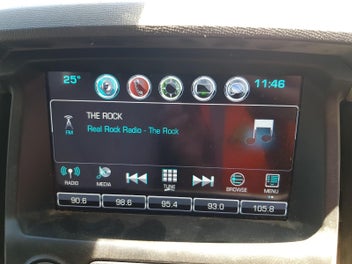 25° 11:46
THE ROCK
Real Rock Radio - The Rock
FM
RADIO MEDIA TUNE BROWSE MENU
90.6 98.6 95.4 93.0 105.8